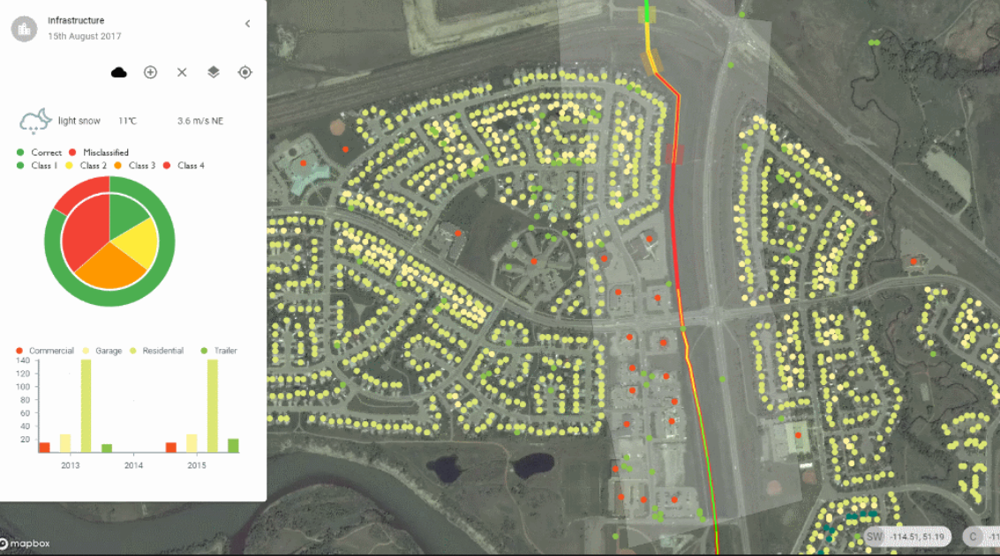 Infrastructure
15th August 2017
light snow 11℃ 3.6 m/s NE
Correct Misclassified
Class 1 Class 2 Class 3 Class 4
Commercial Garage Residential Trailer
140
120
100
80
60
40
20
2013 2014 2015
mapbox
SW -114.51, 51.19 C -11